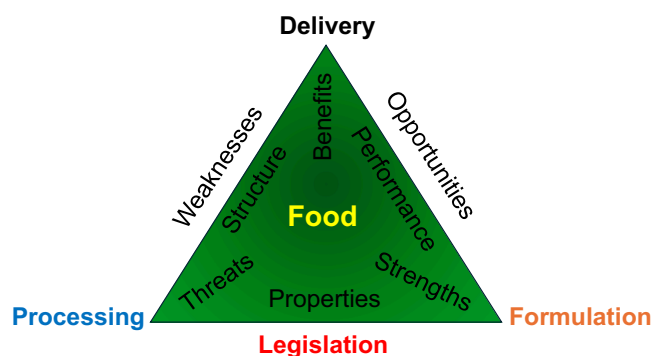 Delivery
Benefits
Weaknesses
Opportunities
Structure
Performance
Food
Threats
Strengths
Properties
Processing
Formulation
Legislation